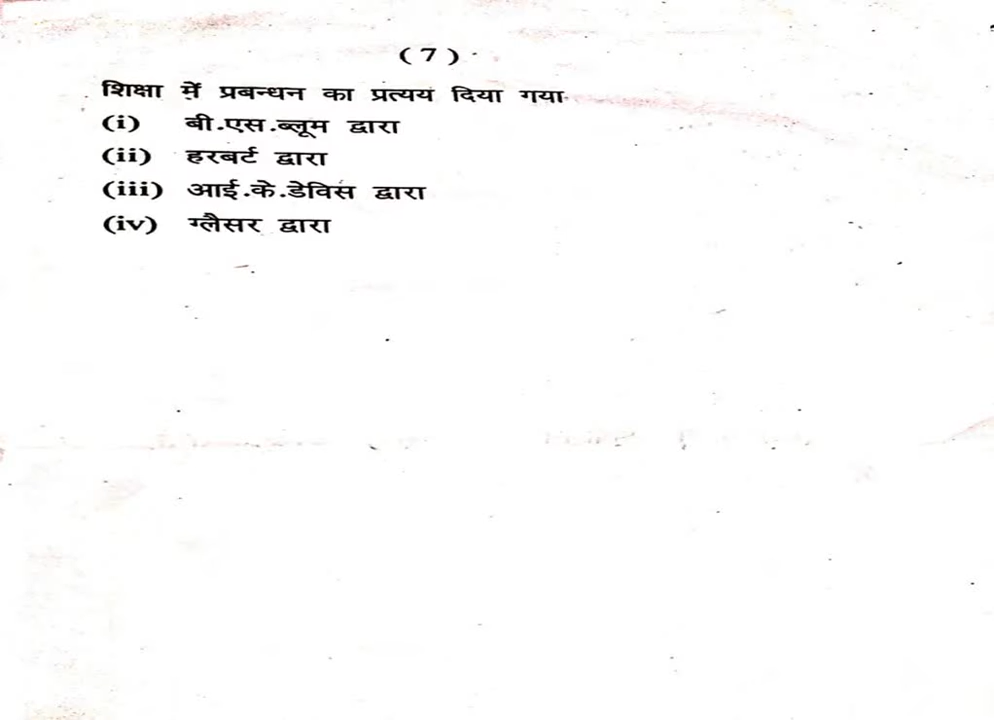 (7)
शिक्षा में प्रबन्धन का प्रत्यय दिया गया
(i) बी.एस.ब्लूम द्वारा
(ii) हरबर्ट द्वारा
(iii) आई.के.डेविस द्वारा
(iv) ग्लैसर द्वारा